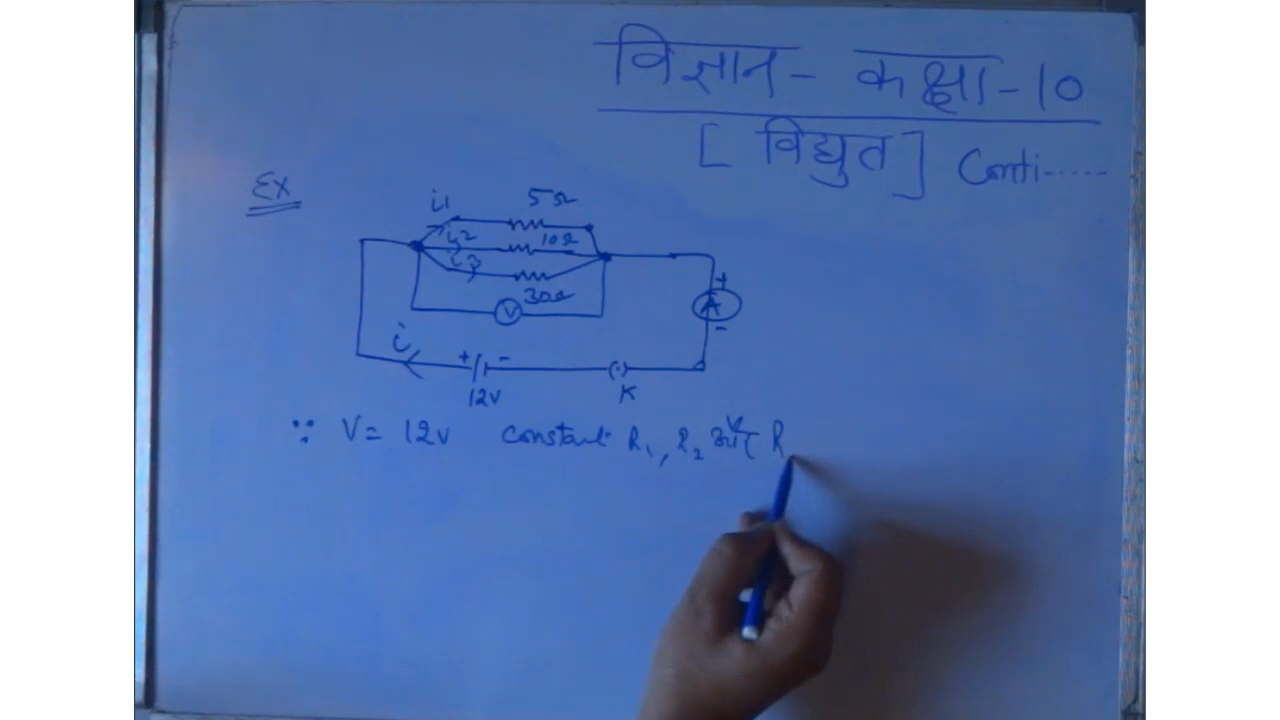 विज्ञान - कक्षा - 10
[ विद्युत ] Conti......
Ex
i1 5Ω
i2 10Ω
i3
30Ω
V
+
A
-
i + -
12V K
∵ V = 12V constant R1, R2 और R